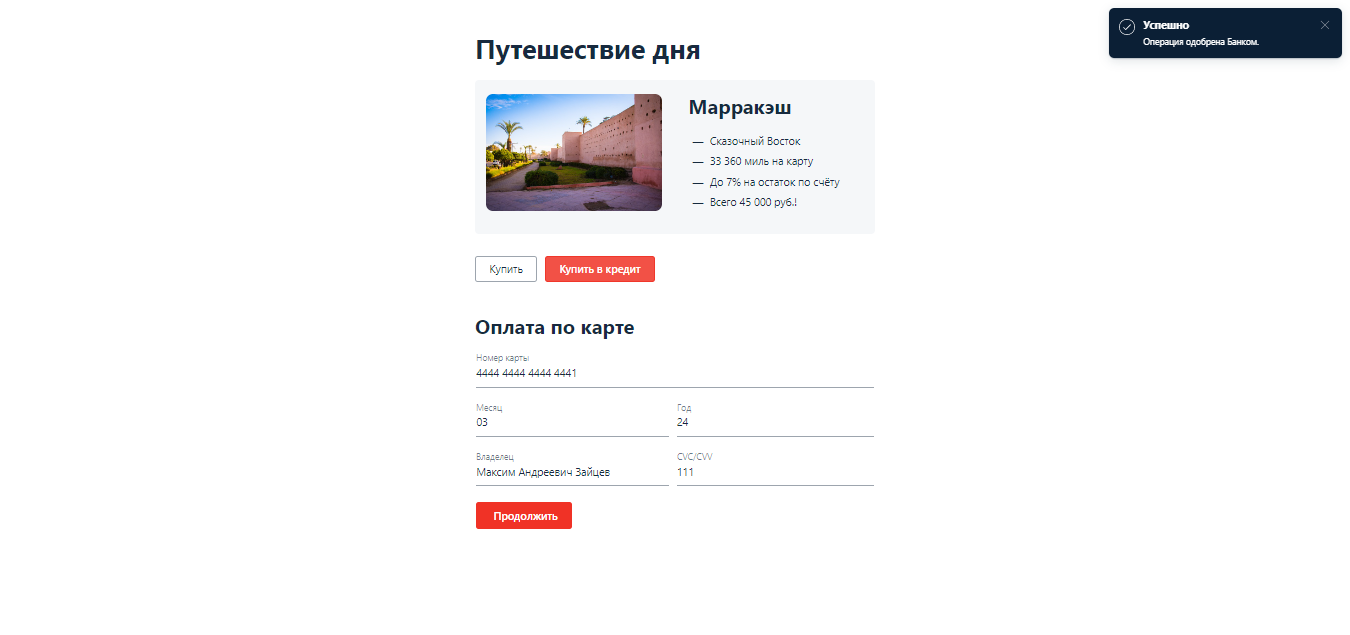 Успешно
Операция одобрена Банком.
Путешествие дня
Марракэш
— Сказочный Восток
— 33 360 миль на карту
— До 7% на остаток по счёту
— Всего 45 000 руб.!
Купить Купить в кредит
Оплата по карте
Номер карты
4444 4444 4444 4441
Месяц Год
03 24
Владелец CVC/CVV
Максим Андреевич Зайцев 111
Продолжить